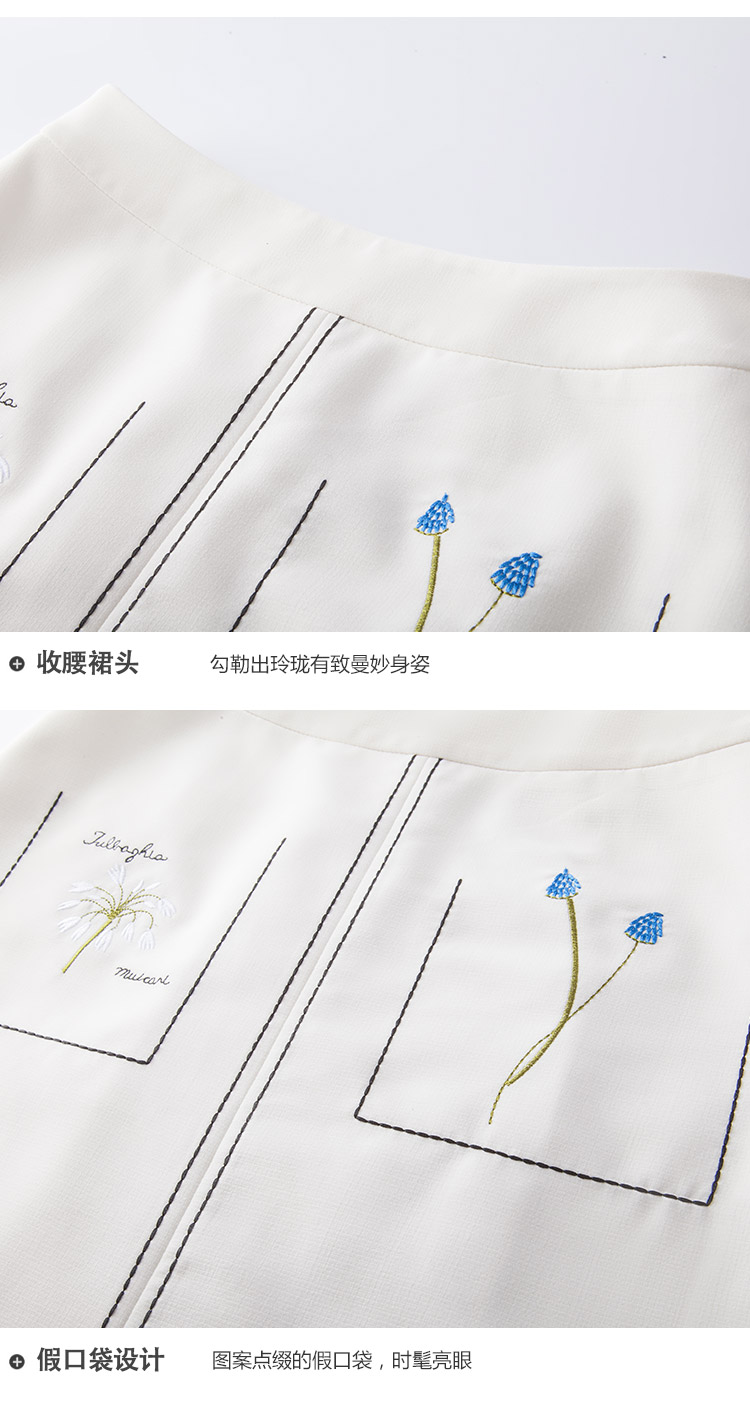 收腰裙头
勾勒出玲珑有致曼妙身姿
Tulbaghia
Muscari
假口袋设计
图案点缀的假口袋，时髦亮眼